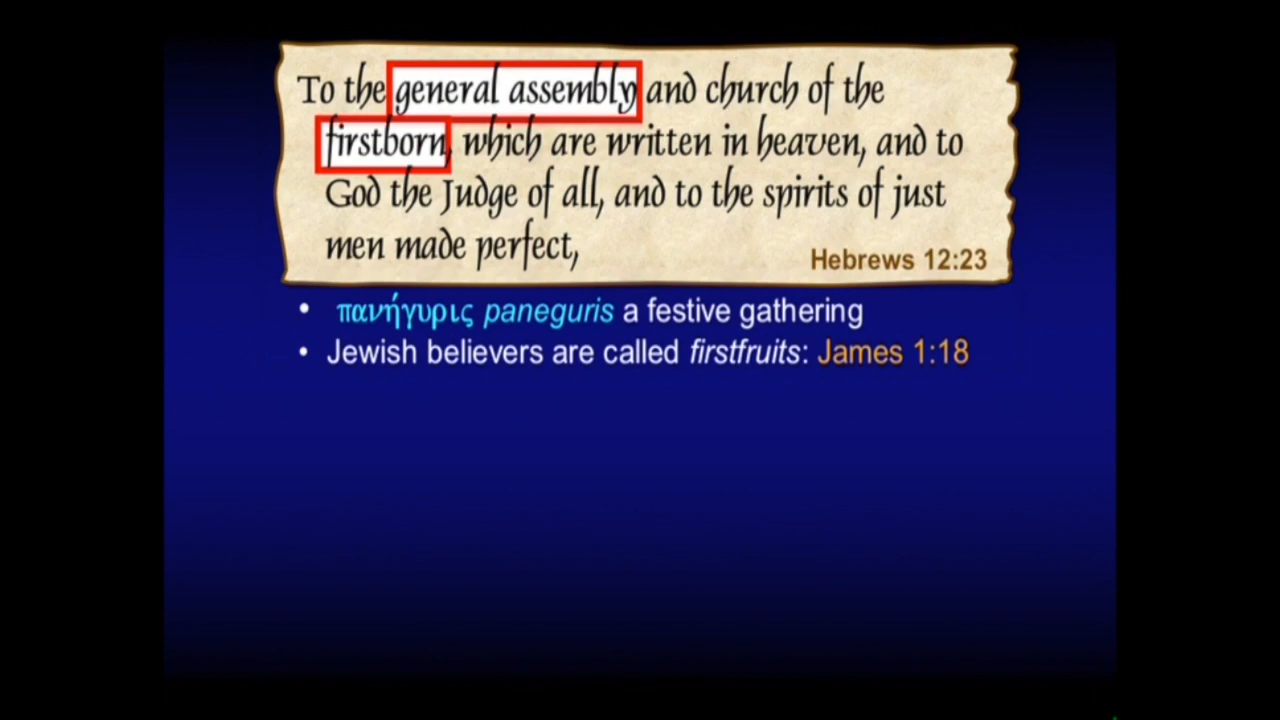 To the general assembly and church of the
firstborn, which are written in heaven, and to
God the Judge of all, and to the spirits of just
men made perfect,
Hebrews 12:23
• πανήγυρις paneguris a festive gathering
• Jewish believers are called firstfruits: James 1:18